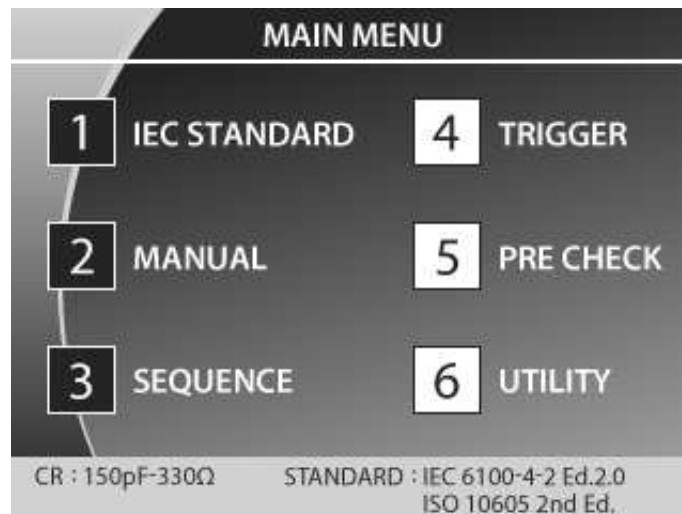 MAIN MENU
1 IEC STANDARD
2 MANUAL
3 SEQUENCE
4 TRIGGER
5 PRE CHECK
6 UTILITY
CR : 150pF-330Ω
STANDARD : IEC 6100-4-2 Ed.2.0
ISO 10605 2nd Ed.